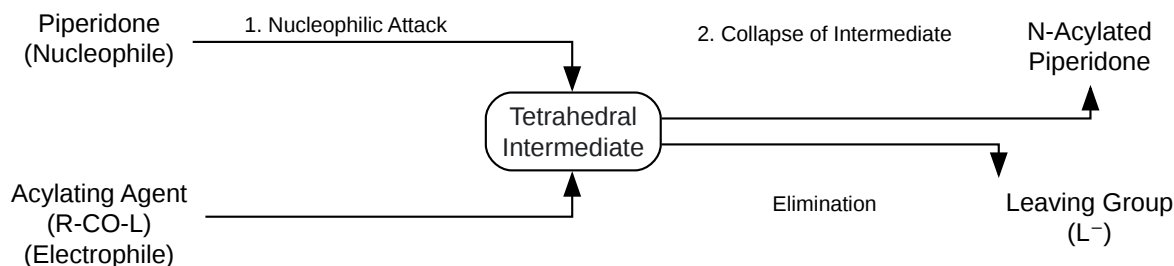 Piperidone
(Nucleophile)
1. Nucleophilic Attack
2. Collapse of Intermediate
N-Acylated
Piperidone
Tetrahedral
Intermediate
Acylating Agent
(R-CO-L)
(Electrophile)
Elimination
Leaving Group
(L⁻)